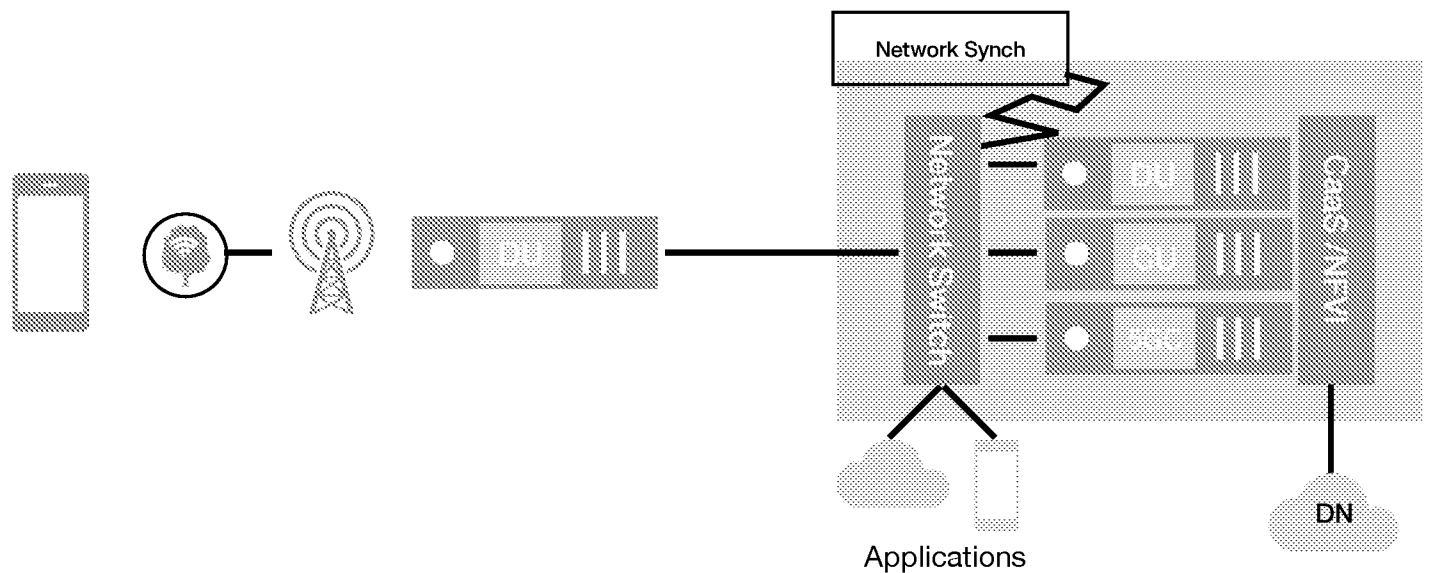 Network Synch
DU
Network Switch
DU
CU
5GC
CaaS /NFVI
Applications
DN